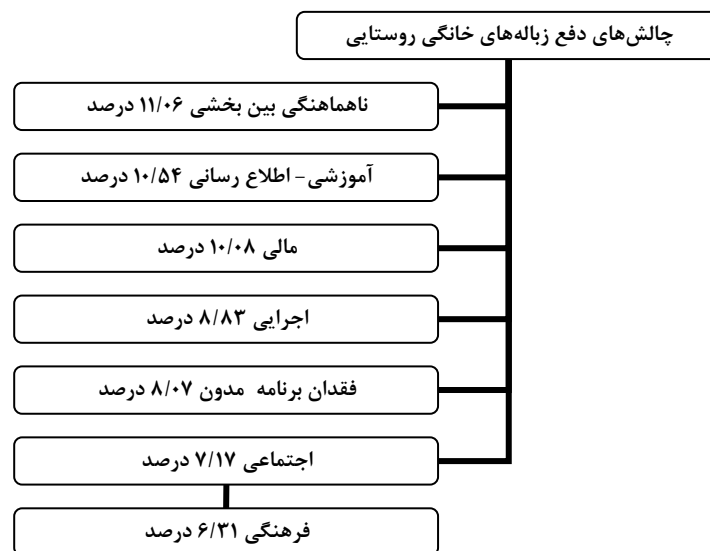 چالش‌های دفع زباله‌های خانگی روستایی
ناهماهنگی بین بخشی ۱۱/۰۶ درصد
آموزشی- اطلاع رسانی ۱۰/۵۴ درصد
مالی ۱۰/۰۸ درصد
اجرایی ۸/۸۳ درصد
فقدان برنامه مدون ۸/۰۷ درصد
اجتماعی ۷/۱۷ درصد
فرهنگی ۶/۳۱ درصد